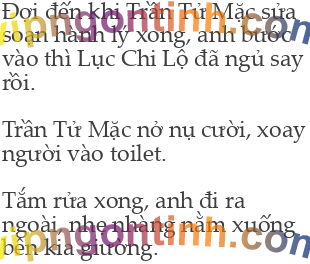 Đợi đến khi Trần Tử Mặc sửa
soạn hành lý xong, anh bước
vào thì Lục Chi Lộ đã ngủ say
rồi.
Trần Tử Mặc nở nụ cười, xoay
người vào toilet.
Tắm rửa xong, anh đi ra
ngoài, nhẹ nhàng nằm xuống
bên kia giường.